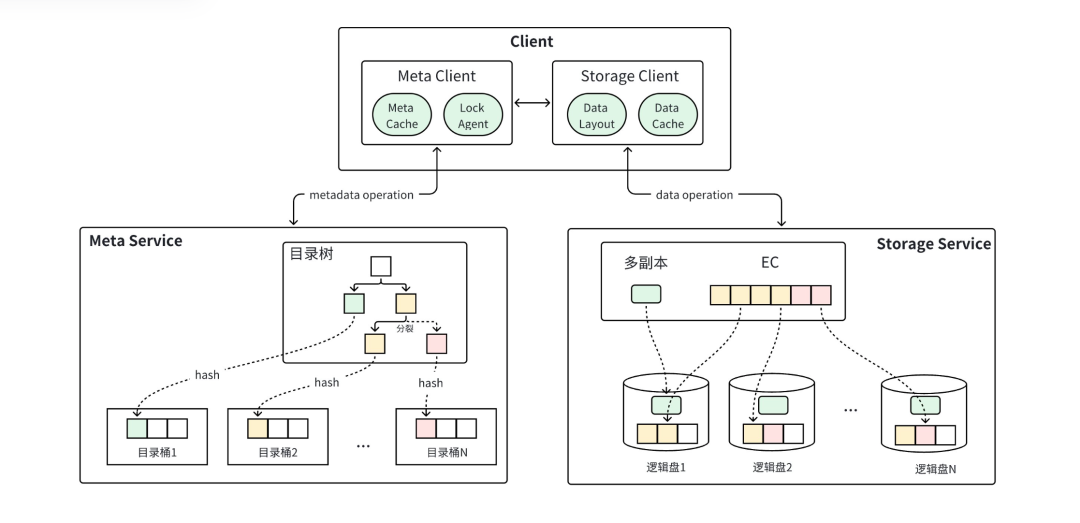 Client
Meta Client
Storage Client
Meta
Cache
Lock
Agent
Data
Layout
Data
Cache
metadata operation
data operation
Meta Service
目录树
分裂
hash
hash
hash
目录桶1
目录桶2
...
目录桶N
Storage Service
多副本
EC
...
逻辑盘1
逻辑盘2
逻辑盘N